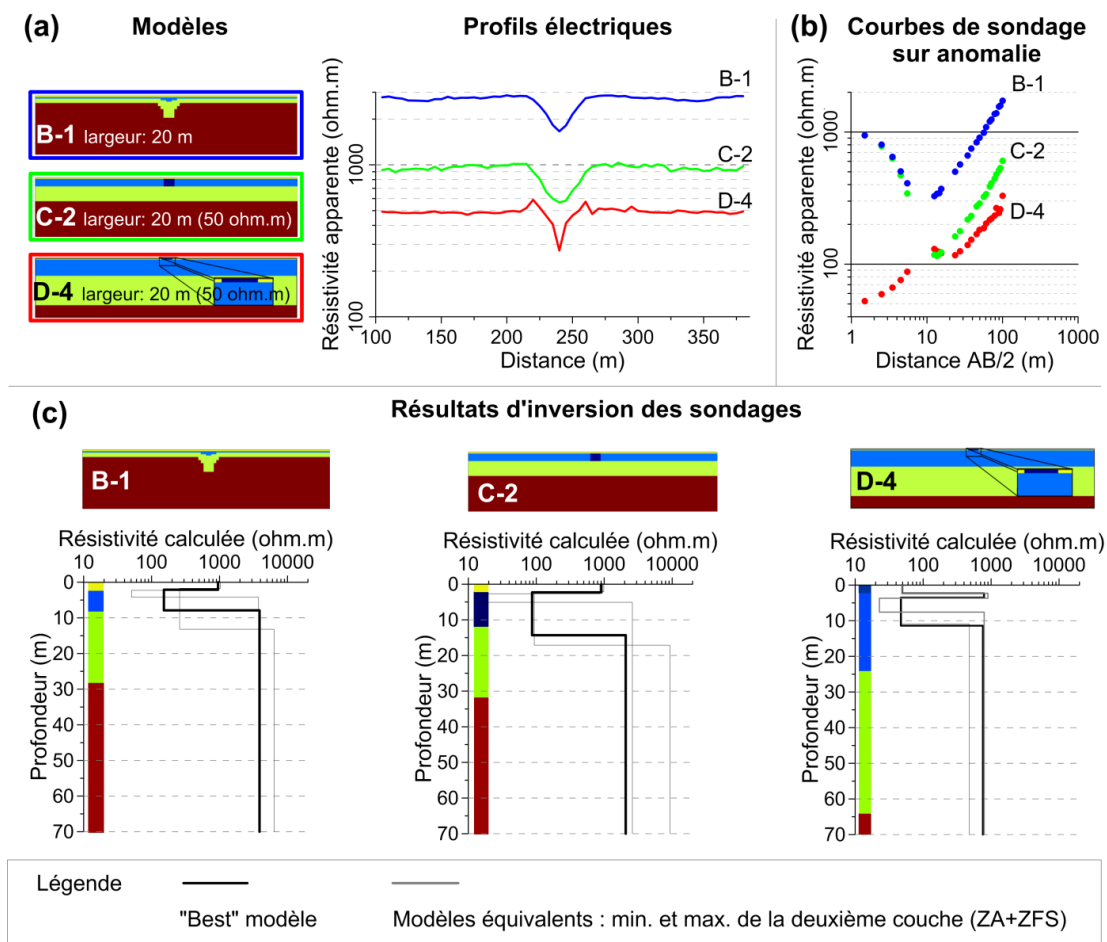 (a) Modèles Profils électriques
(b) Courbes de sondage
sur anomalie
B-1 largeur: 20 m
C-2 largeur: 20 m (50 ohm.m)
D-4 largeur: 20 m (50 ohm.m)
Résistivité apparente (ohm.m)
1000
100
B-1
C-2
D-4
100 150 200 250 300 350
Distance (m)
Résistivité apparente (ohm.m)
1000
100
B-1
C-2
D-4
1 10 100 1000
Distance AB/2 (m)
(c) Résultats d'inversion des sondages
B-1
C-2
D-4
Résistivité calculée (ohm.m)
10 100 1000 10000
Profondeur (m)
0
10
20
30
40
50
60
70
Résistivité calculée (ohm.m)
10 100 1000 10000
Profondeur (m)
0
10
20
30
40
50
60
70
Résistivité calculée (ohm.m)
10 100 1000 10000
Profondeur (m)
0
10
20
30
40
50
60
70
Légende
"Best" modèle
Modèles équivalents : min. et max. de la deuxième couche (ZA+ZFS)